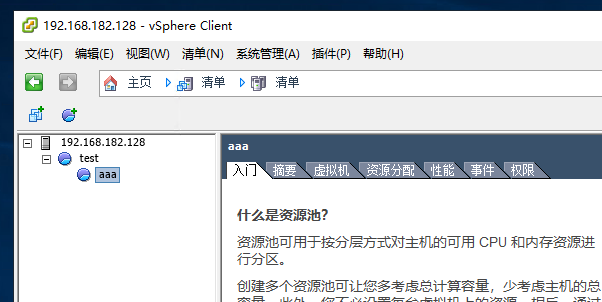 192.168.182.128 - vSphere Client
文件(F) 编辑(E) 视图(W) 清单(N) 系统管理(A) 插件(P) 帮助(H)
主页 清单 清单
192.168.182.128
test
aaa
aaa
入门 摘要 虚拟机 资源分配 性能 事件 权限
什么是资源池?
资源池可用于按分层方式对主机的可用 CPU 和内存资源进
行分区。
创建多个资源池可让您多考虑总计算容量，少考虑主机的总
容量。此外，您不必设置每台虚拟机上的资源，相反，通过